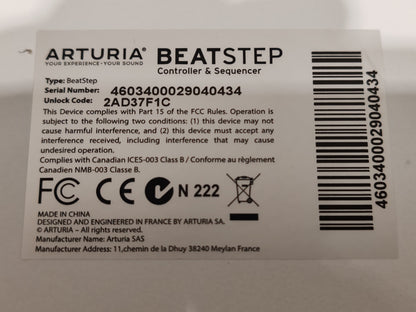 ARTURIA® BEATSTEP
YOUR EXPERIENCE • YOUR SOUND
Controller & Sequencer
Type: BeatStep
Serial Number: 4603400029040434
Unlock Code: 2AD37F1C
This Device complies with Part 15 of the FCC Rules. Operation is
subject to the following two conditions: (1) this device may not
cause harmful interference, and (2) this device must accept any
interference received, including interference that may cause
undesired operation.
Complies with Canadian ICES-003 Class B / Conforme au règlement
Canadien NMB-003 Classe B.
FC CE N 222
MADE IN CHINA
DESIGNED AND ENGINEERED IN FRANCE BY ARTURIA SA.
© ARTURIA – All rights reserved.
Manufacturer Name: Arturia SAS
Manufacturer Address : 11,chemin de la Dhuy 38240 Meylan France
4603400029040434